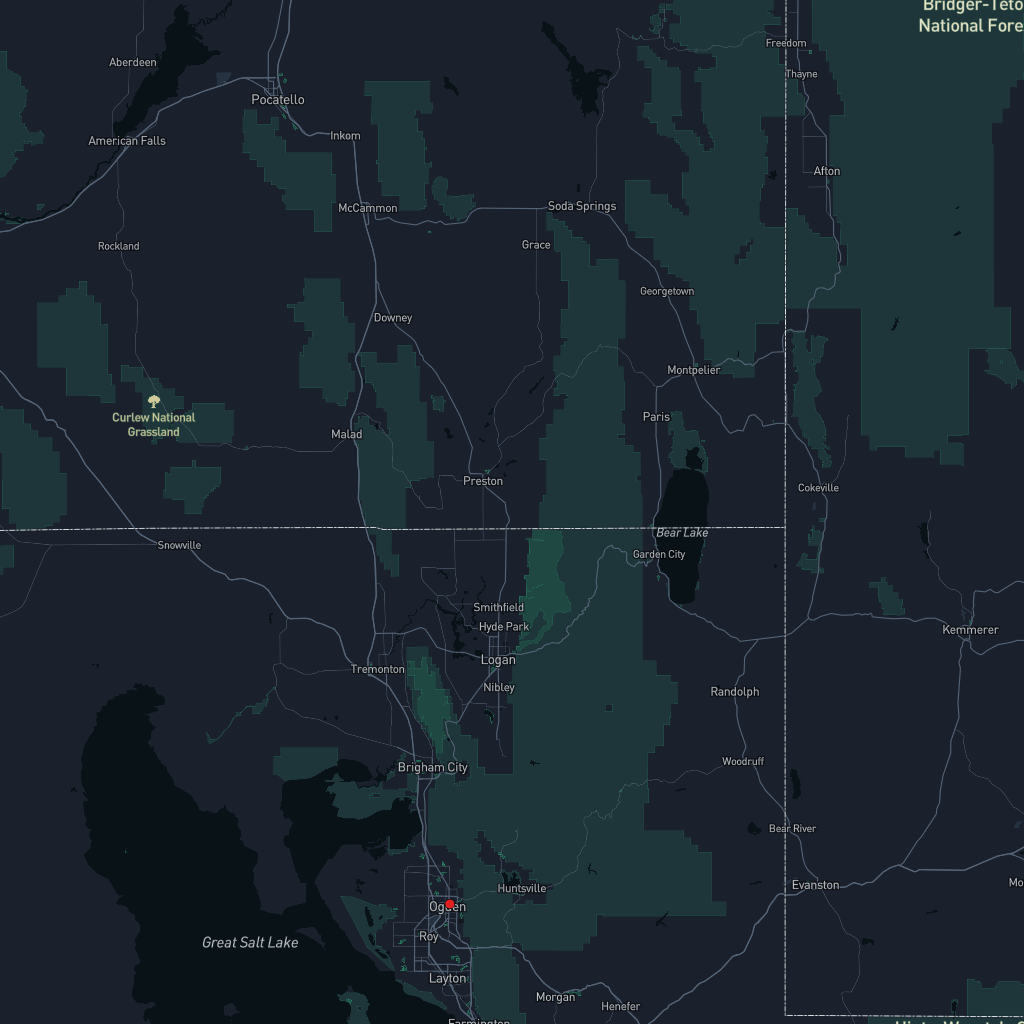 Bridger-Teto
National Fore
Freedom
Aberdeen
Thayne
Pocatello
Inkom
American Falls
Afton
McCammon
Soda Springs
Rockland
Grace
Georgetown
Downey
Montpelier
Curlew National
Grassland
Paris
Malad
Preston
Cokeville
Bear Lake
Snowville
Garden City
Smithfield
Hyde Park
Kemmerer
Logan
Tremonton
Nibley
Randolph
Brigham City
Woodruff
Bear River
Huntsville
Evanston
Mo
Ogden
Roy
Great Salt Lake
Layton
Morgan
Henefer
Farmington